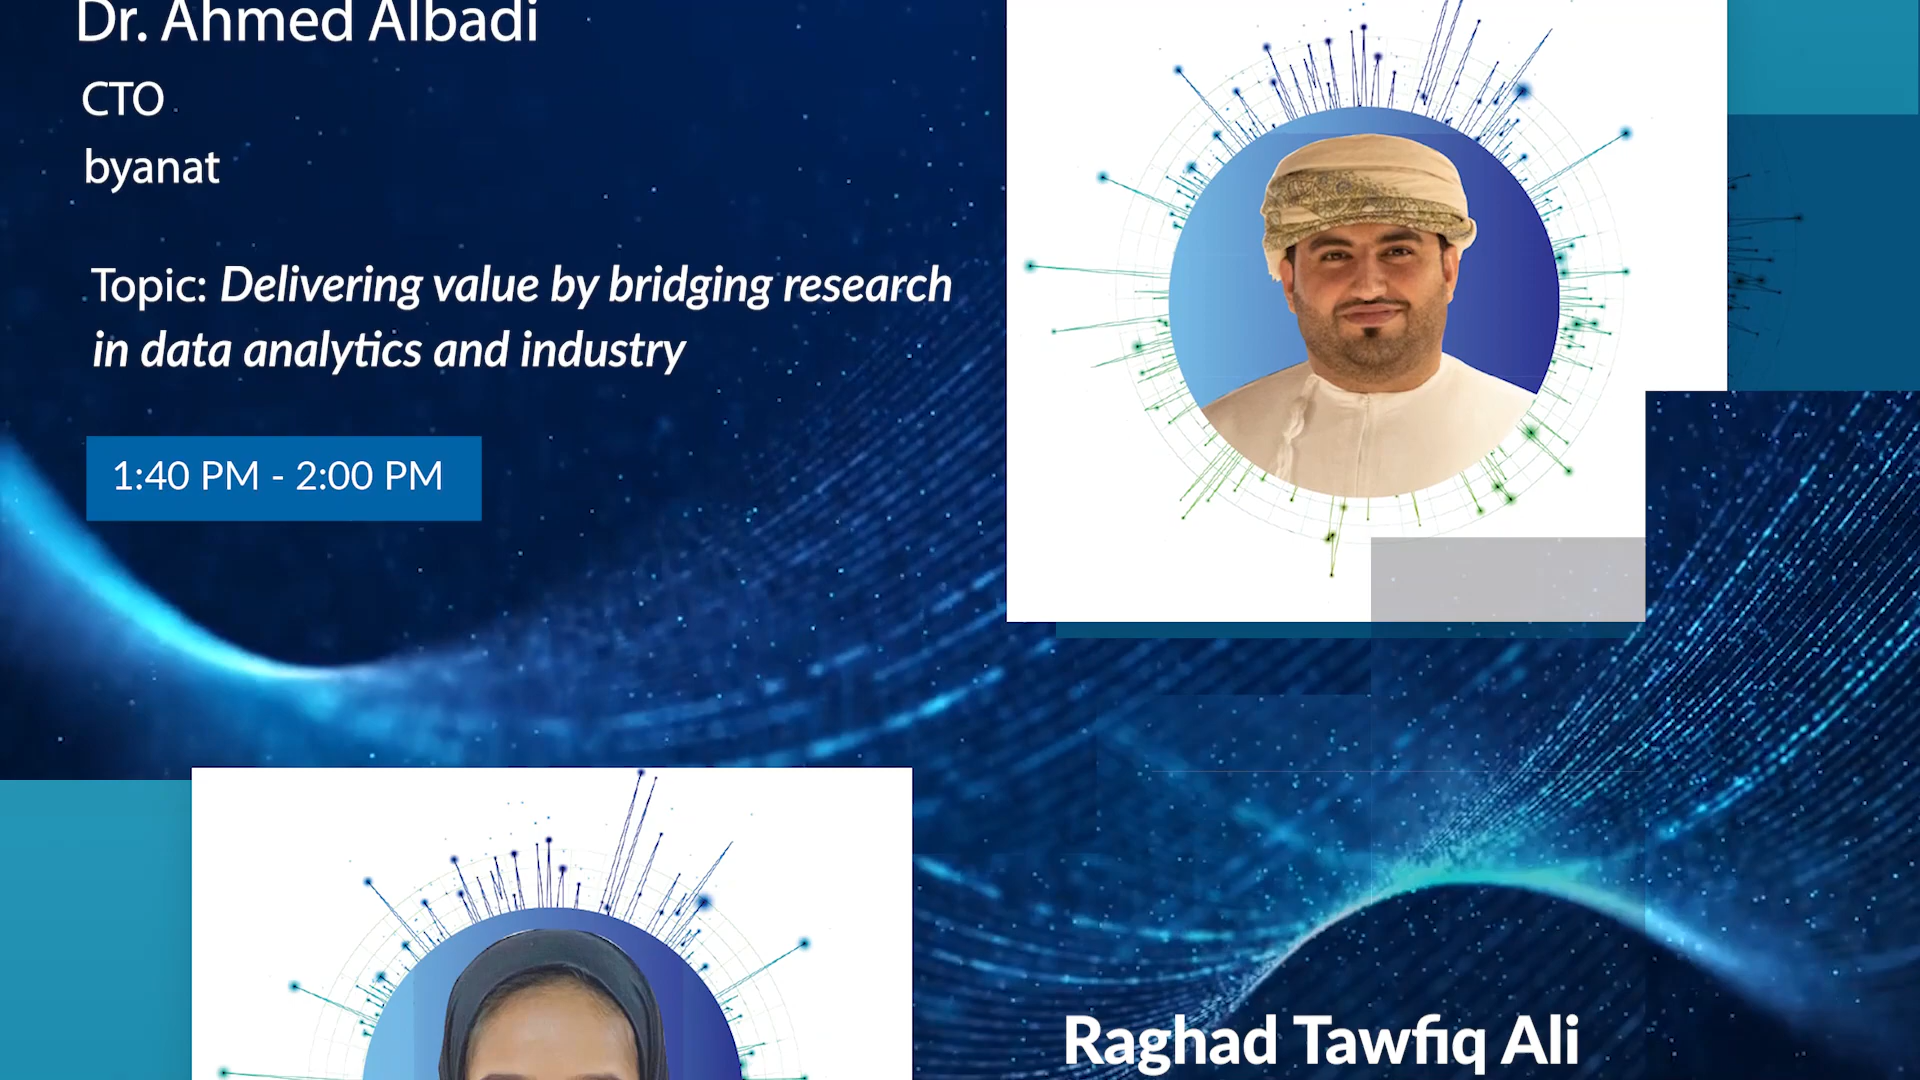 Dr. Ahmed Albadi
CTO
byanat
Topic: Delivering value by bridging research
in data analytics and industry
1:40 PM - 2:00 PM
Raghad Tawfiq Ali